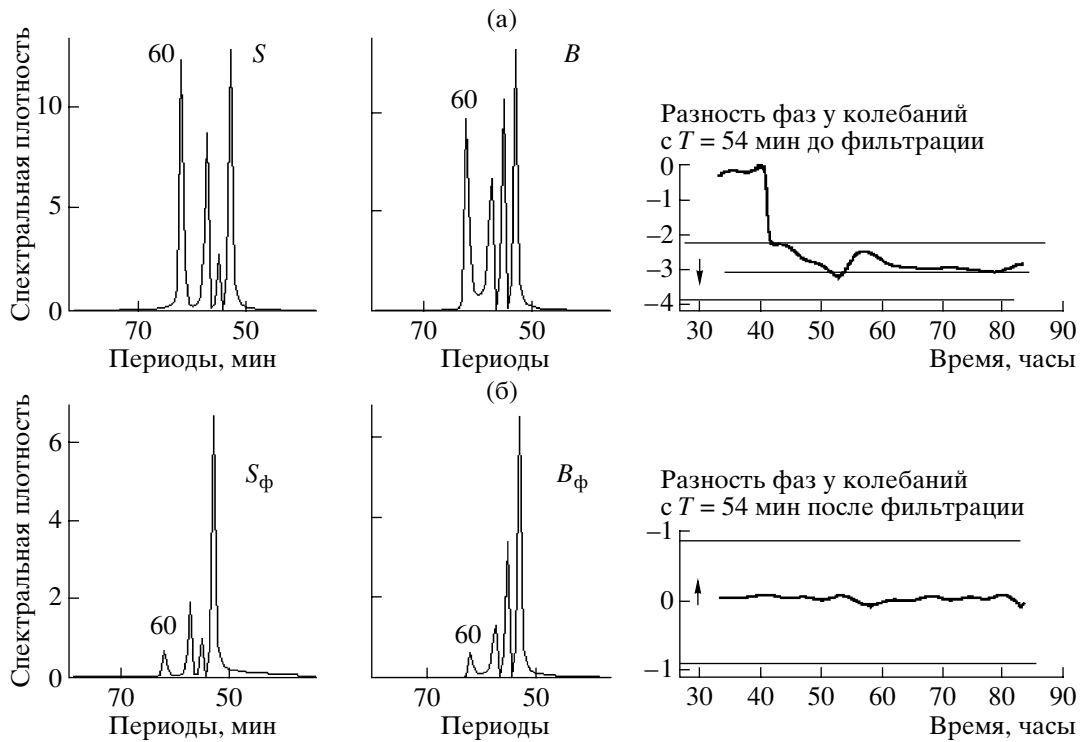 (а)
Спектральная плотность
10
5
0
60
S
70
50
Периоды, мин
60
B
70
50
Периоды
Разность фаз у колебаний
с T = 54 мин до фильтрации
0
–1
–2
–3
–4
30
40
50
60
70
80
90
Время, часы
(б)
Спектральная плотность
6
4
2
0
60
Sф
70
50
Периоды, мин
60
Bф
70
50
Периоды
Разность фаз у колебаний
с T = 54 мин после фильтрации
–1
0
–1
30
40
50
60
70
80
90
Время, часы